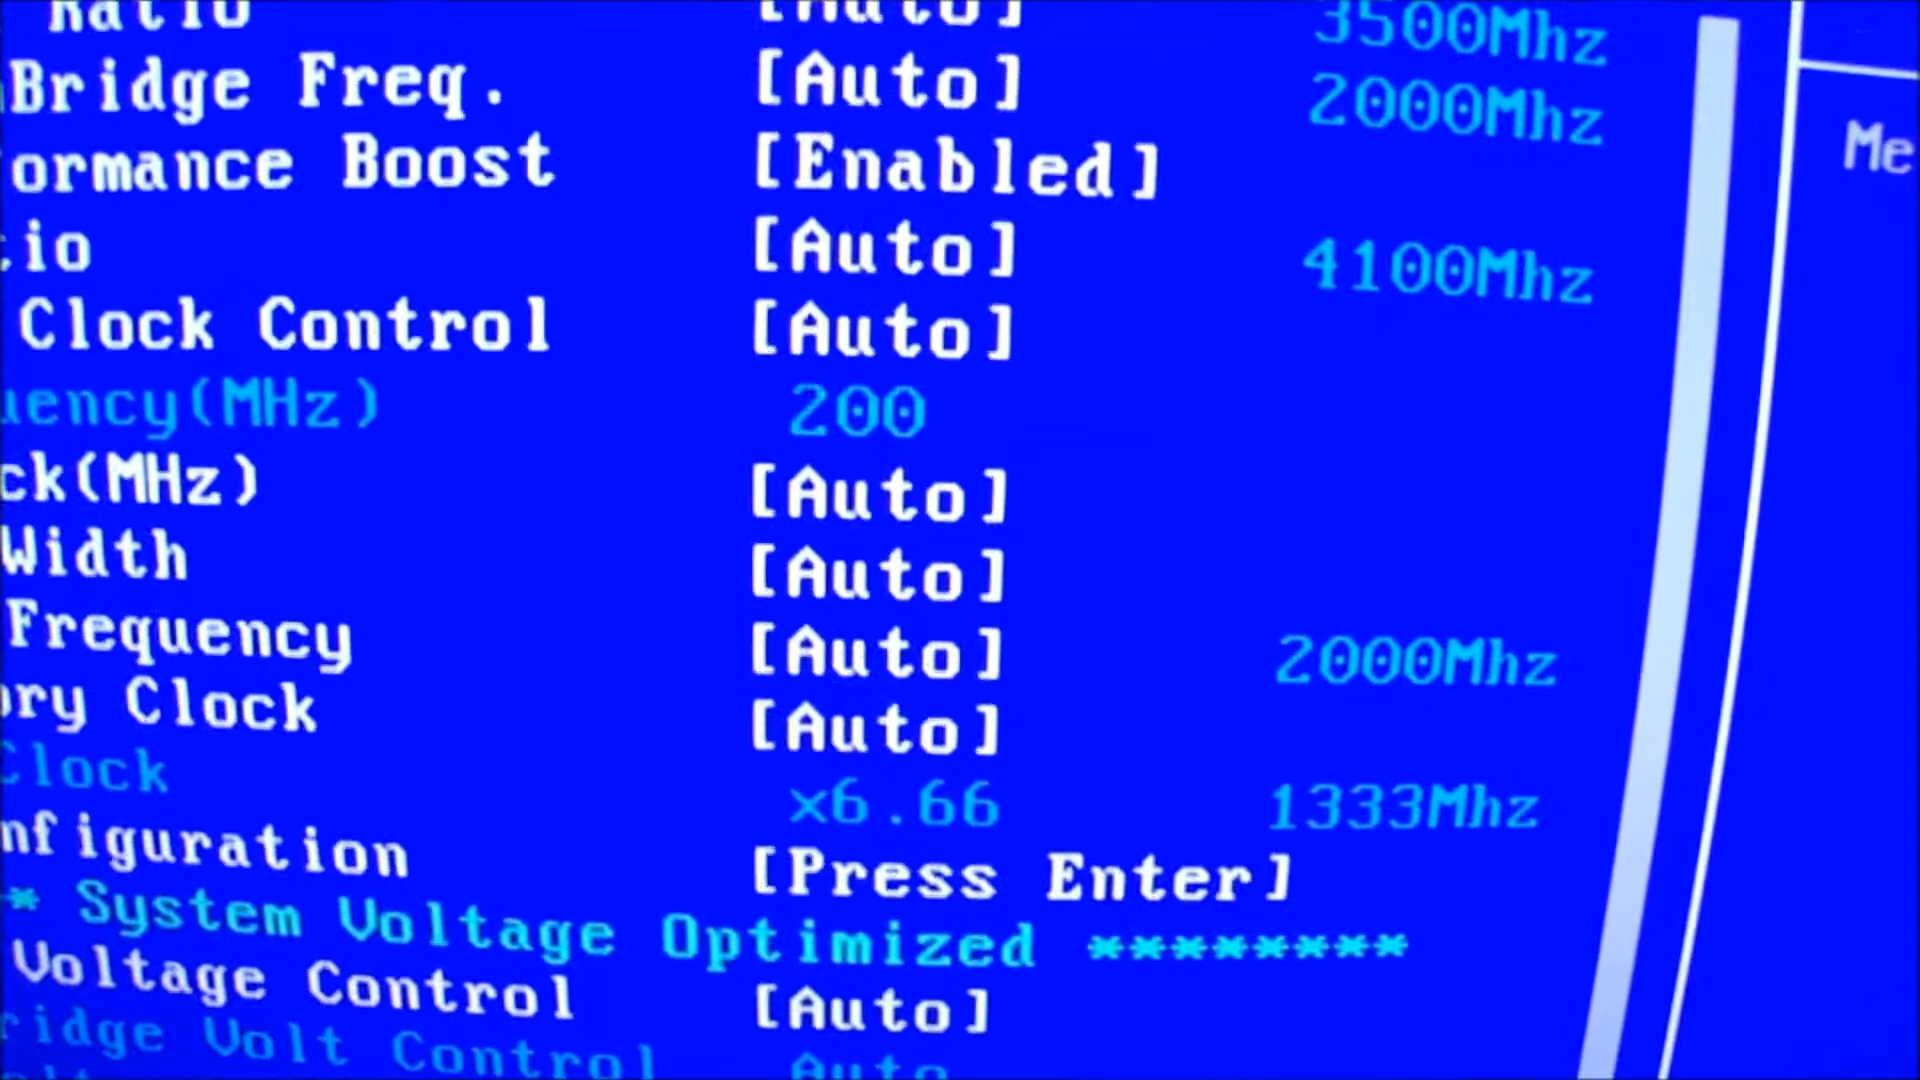 Ratio [Auto] 3500Mhz
Bridge Freq. [Auto] 2000Mhz
ormance Boost [Enabled] Me
tio [Auto] 4100Mhz
Clock Control [Auto]
uency(MHz) 200
ck(MHz) [Auto]
Width [Auto]
Frequency [Auto] 2000Mhz
ory Clock [Auto]
Clock x6.66 1333Mhz
nfiguration [Press Enter]
* System Voltage Optimized ********
Voltage Control [Auto]
ridge Volt Control Auto